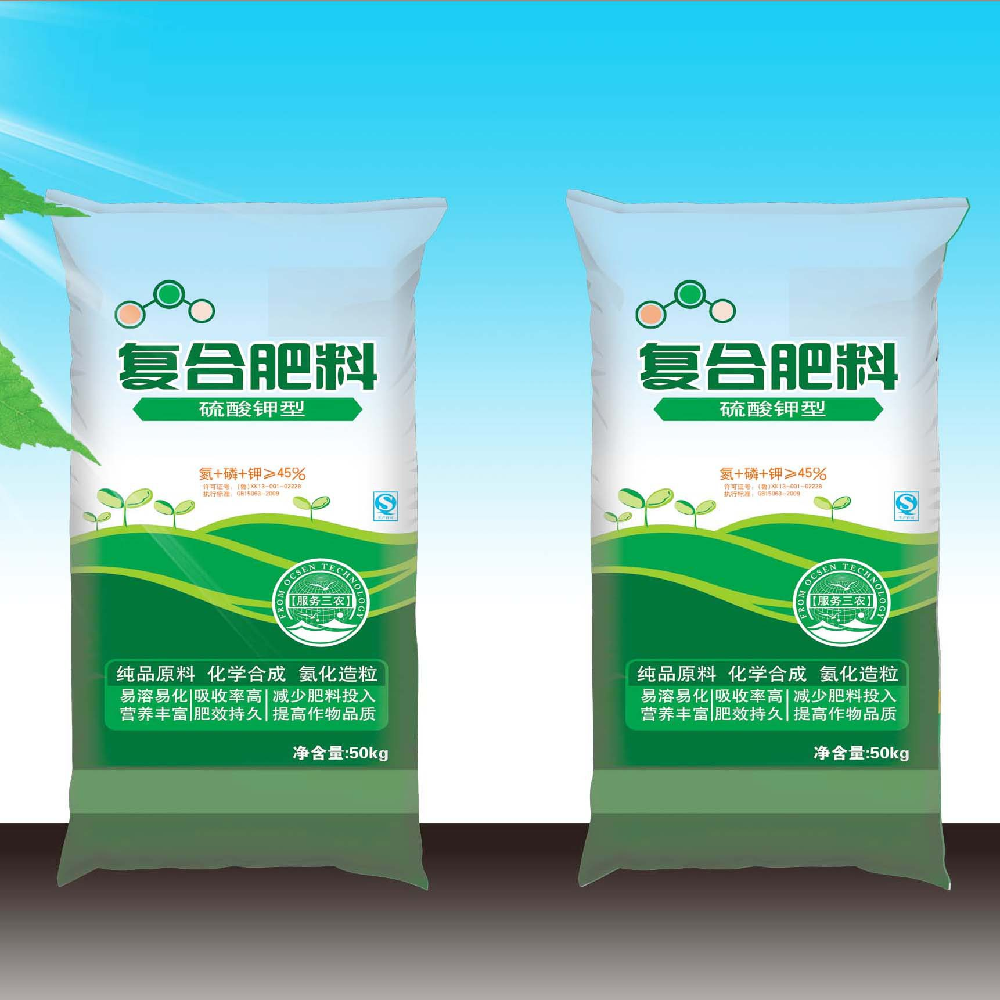 复合肥料
硫酸钾型
氮+磷+钾≥45%
许可证号：(鲁)XK13-001-02228
执行标准：GB15063-2009
生产许可
FROM OCSEN TECHNOLOGY
【服务三农】
纯品原料 化学合成 氨化造粒
易溶易化|吸收率高|减少肥料投入
营养丰富|肥效持久|提高作物品质
净含量:50kg
复合肥料
硫酸钾型
氮+磷+钾≥45%
许可证号：(鲁)XK13-001-02228
执行标准：GB15063-2009
生产许可
FROM OCSEN TECHNOLOGY
【服务三农】
纯品原料 化学合成 氨化造粒
易溶易化|吸收率高|减少肥料投入
营养丰富|肥效持久|提高作物品质
净含量:50kg